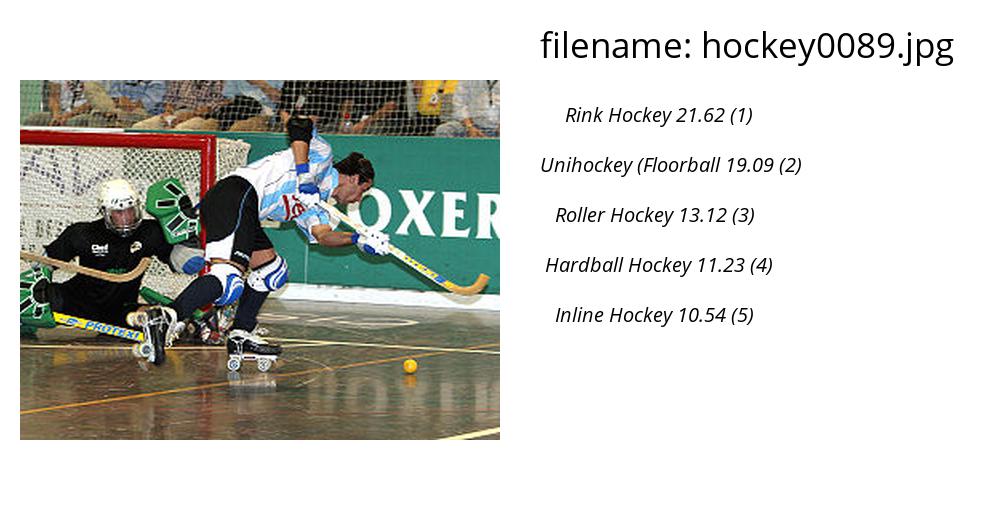 filename: hockey0089.jpg
Rink Hockey 21.62 (1)
Unihockey (Floorball 19.09 (2)
Roller Hockey 13.12 (3)
Hardball Hockey 11.23 (4)
Inline Hockey 10.54 (5)
OXER